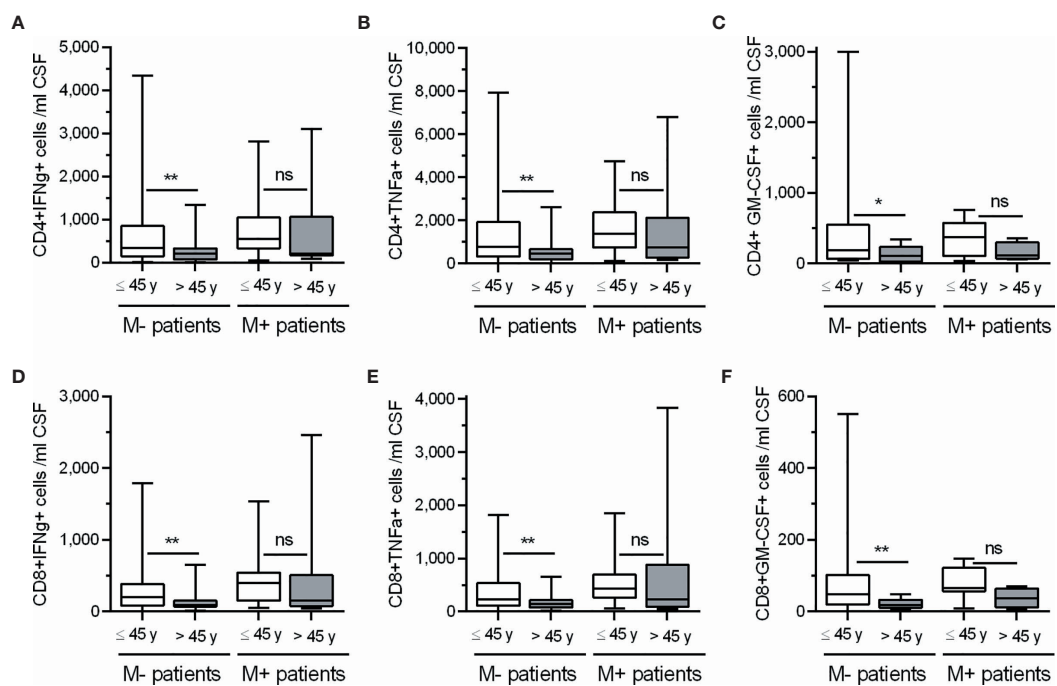 A
CD4+IFNg+ cells /ml CSF
5,000
4,000
3,000
2,000
1,000
0
**
ns
≤ 45 y > 45 y ≤ 45 y > 45 y
M- patients M+ patients
B
CD4+TNFa+ cells /ml CSF
10,000
8,000
6,000
4,000
2,000
0
**
ns
≤ 45 y > 45 y ≤ 45 y > 45 y
M- patients M+ patients
C
CD4+ GM-CSF+ cells /ml CSF
3,000
1,000
0
*
ns
≤ 45 y > 45 y ≤ 45 y > 45 y
M- patients M+ patients
D
CD8+IFNg+ cells /ml CSF
3,000
2,000
1,000
0
**
ns
≤ 45 y > 45 y ≤ 45 y > 45 y
M- patients M+ patients
E
CD8+TNFa+ cells /ml CSF
4,000
3,000
2,000
1,000
0
**
ns
≤ 45 y > 45 y ≤ 45 y > 45 y
M- patients M+ patients
F
CD8+GM-CSF+ cells /ml CSF
600
400
200
0
**
ns
≤ 45 y > 45 y ≤ 45 y > 45 y
M- patients M+ patients